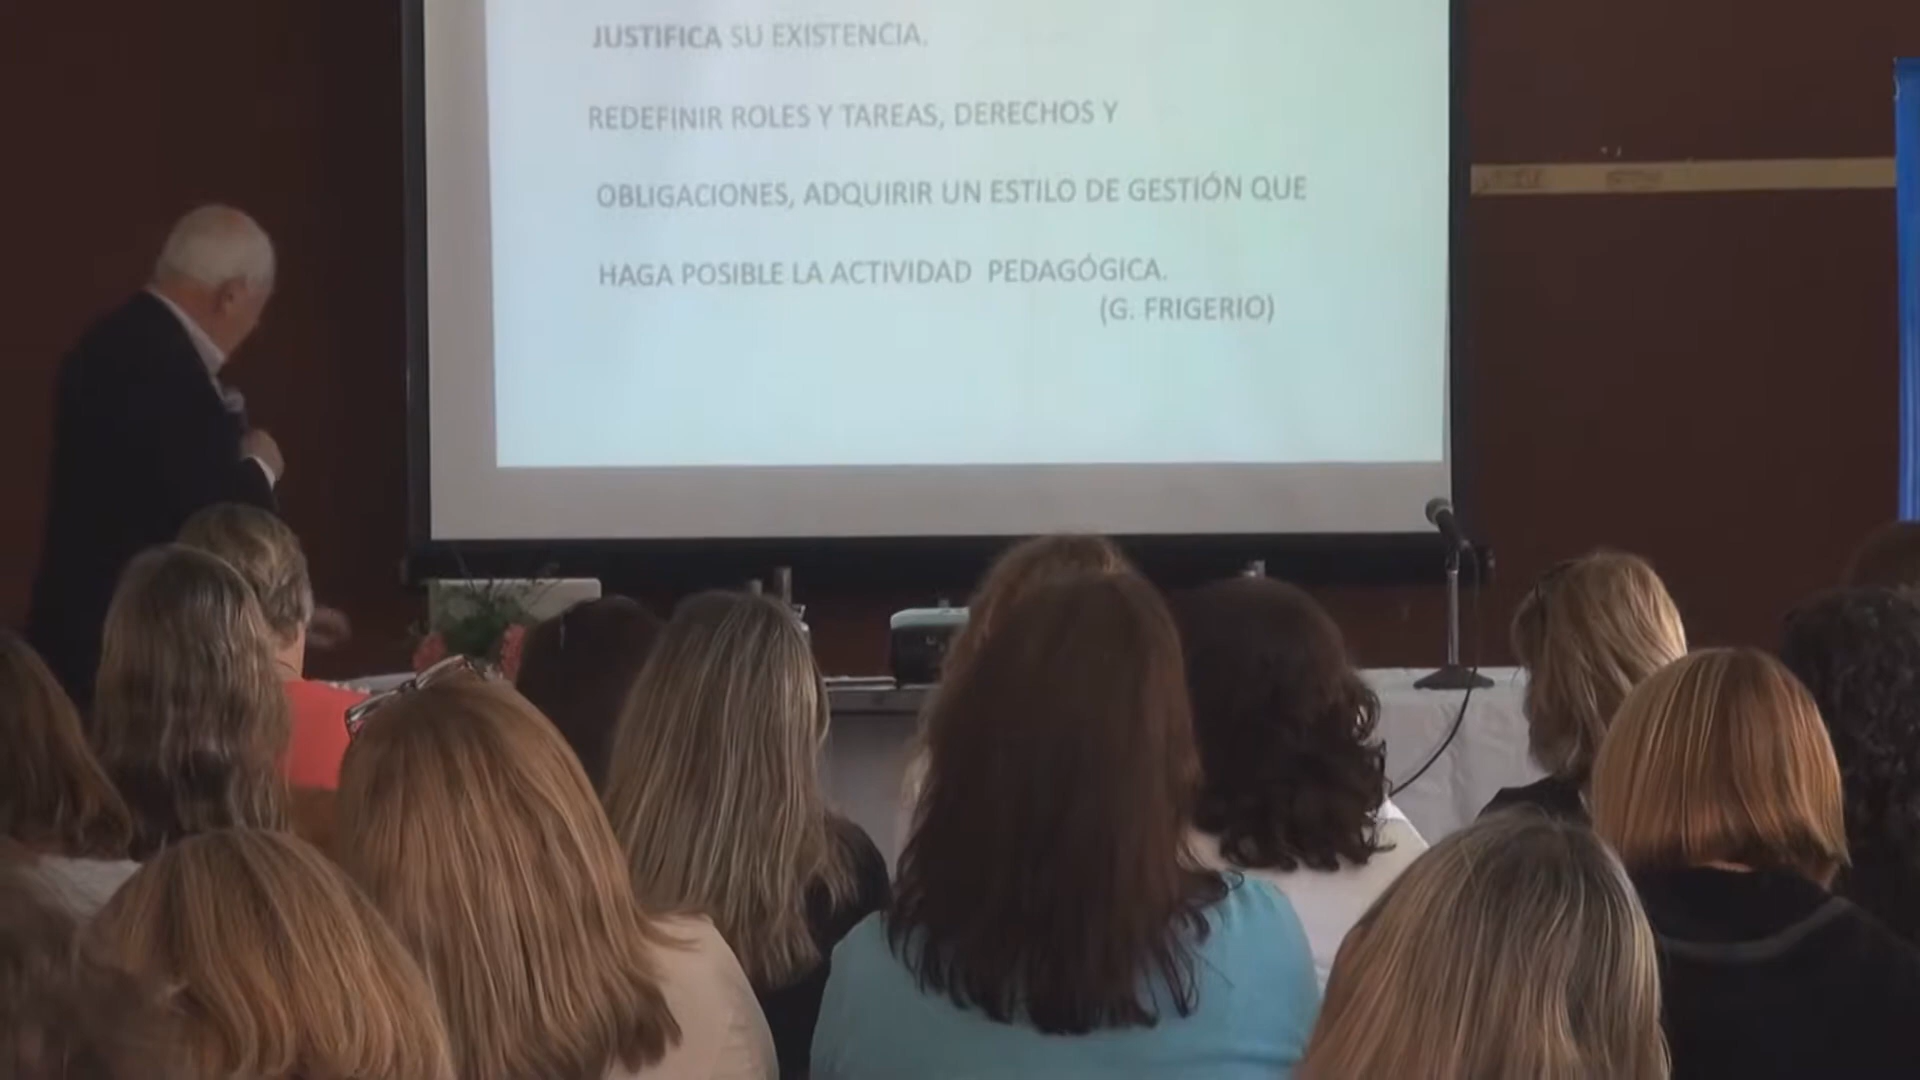 JUSTIFICA SU EXISTENCIA.
REDEFINIR ROLES Y TAREAS, DERECHOS Y
OBLIGACIONES, ADQUIRIR UN ESTILO DE GESTIÓN QUE
HAGA POSIBLE LA ACTIVIDAD PEDAGÓGICA.
(G. FRIGERIO)